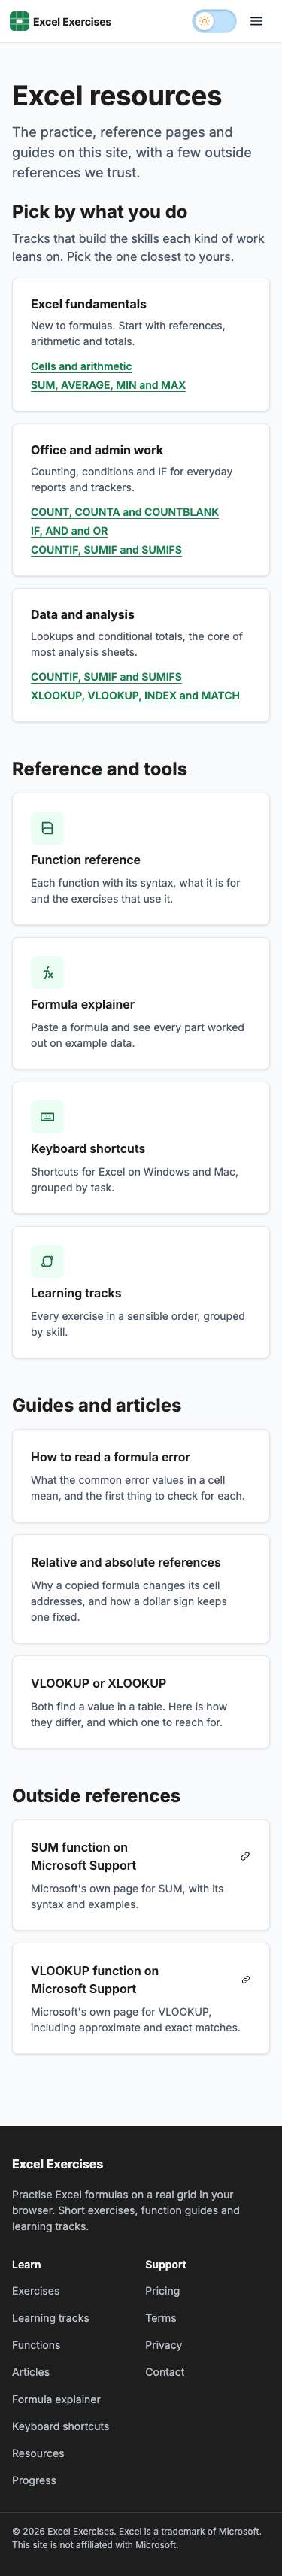 Excel Exercises
Excel resources
The practice, reference pages and
guides on this site, with a few outside
references we trust.
Pick by what you do
Tracks that build the skills each kind of work
leans on. Pick the one closest to yours.
Excel fundamentals
New to formulas. Start with references,
arithmetic and totals.
Cells and arithmetic
SUM, AVERAGE, MIN and MAX
Office and admin work
Counting, conditions and IF for everyday
reports and trackers.
COUNT, COUNTA and COUNTBLANK
IF, AND and OR
COUNTIF, SUMIF and SUMIFS
Data and analysis
Lookups and conditional totals, the core of
most analysis sheets.
COUNTIF, SUMIF and SUMIFS
XLOOKUP, VLOOKUP, INDEX and MATCH
Reference and tools
Function reference
Each function with its syntax, what it is for
and the exercises that use it.
fx
Formula explainer
Paste a formula and see every part worked
out on example data.
Keyboard shortcuts
Shortcuts for Excel on Windows and Mac,
grouped by task.
Learning tracks
Every exercise in a sensible order, grouped
by skill.
Guides and articles
How to read a formula error
What the common error values in a cell
mean, and the first thing to check for each.
Relative and absolute references
Why a copied formula changes its cell
addresses, and how a dollar sign keeps
one fixed.
VLOOKUP or XLOOKUP
Both find a value in a table. Here is how
they differ, and which one to reach for.
Outside references
SUM function on
Microsoft Support
Microsoft's own page for SUM, with its
syntax and examples.
VLOOKUP function on
Microsoft Support
Microsoft's own page for VLOOKUP,
including approximate and exact matches.
Excel Exercises
Practise Excel formulas on a real grid in your
browser. Short exercises, function guides and
learning tracks.
Learn
Exercises
Learning tracks
Functions
Articles
Formula explainer
Keyboard shortcuts
Resources
Progress
Support
Pricing
Terms
Privacy
Contact
© 2026 Excel Exercises. Excel is a trademark of Microsoft.
This site is not affiliated with Microsoft.